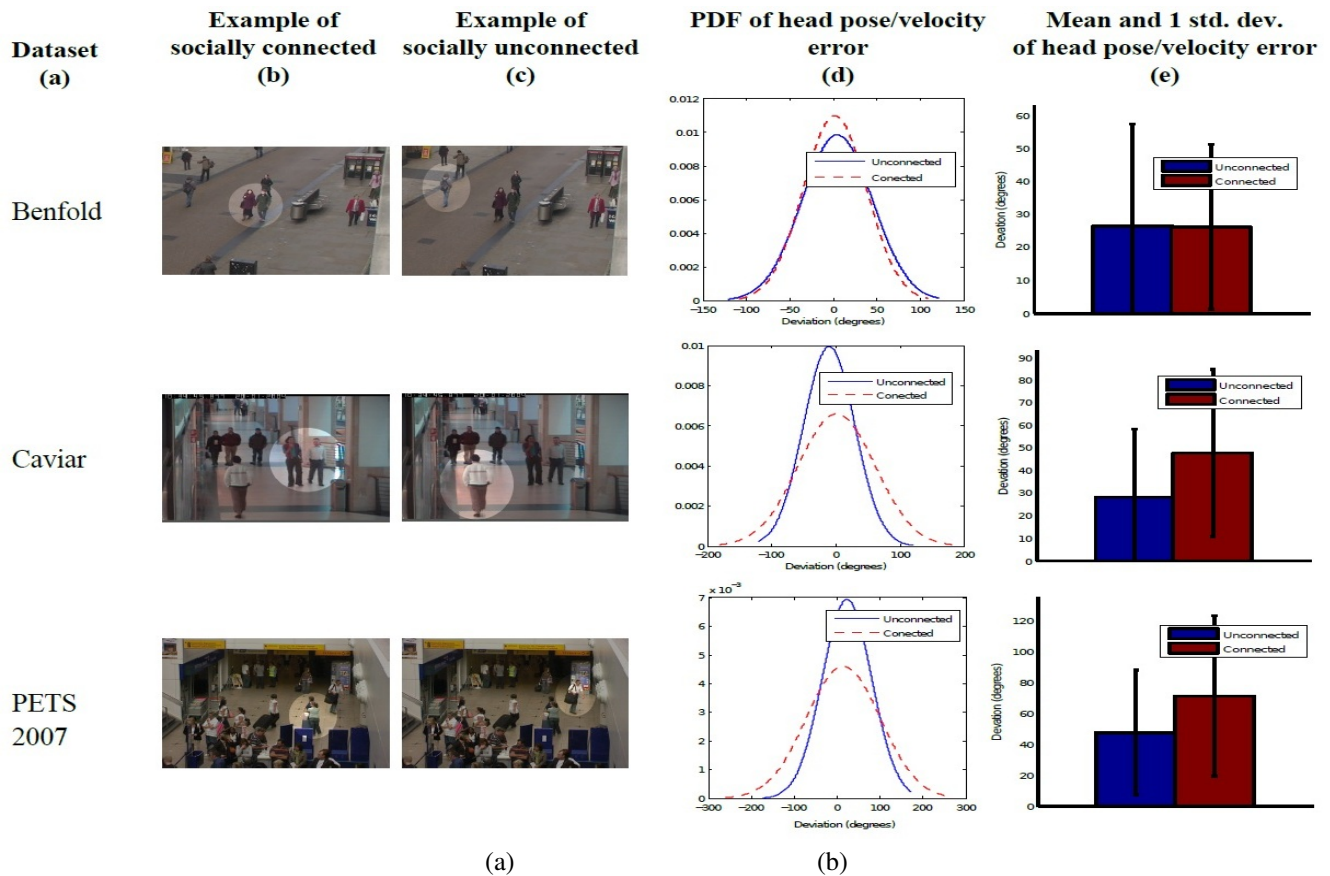 Dataset
(a)
Example of
socially connected
(b)
Example of
socially unconnected
(c)
PDF of head pose/velocity
error
(d)
Mean and 1 std. dev.
of head pose/velocity error
(e)
Benfold
0.012
0.01
0.008
0.006
0.004
0.002
0
−150 −100 −50 0 50 100 150
Deviation (degrees)
Unconnected
Conected
60
50
40
30
20
10
0
Devation (degrees)
Unconnected
Connected
Caviar
0.01
0.008
0.006
0.004
0.002
0
−200 −100 0 100 200
Deviation (degrees)
Unconnected
Conected
90
80
70
60
50
40
30
20
10
0
Devation (degrees)
Unconnected
Connected
PETS
2007
× 10⁻³
7
6
5
4
3
2
1
0
−300 −200 −100 0 100 200 300
Deviation (degrees)
Unconnected
Conected
120
100
80
60
40
20
0
Devation (degrees)
Unconnected
Connected
(a) (b)